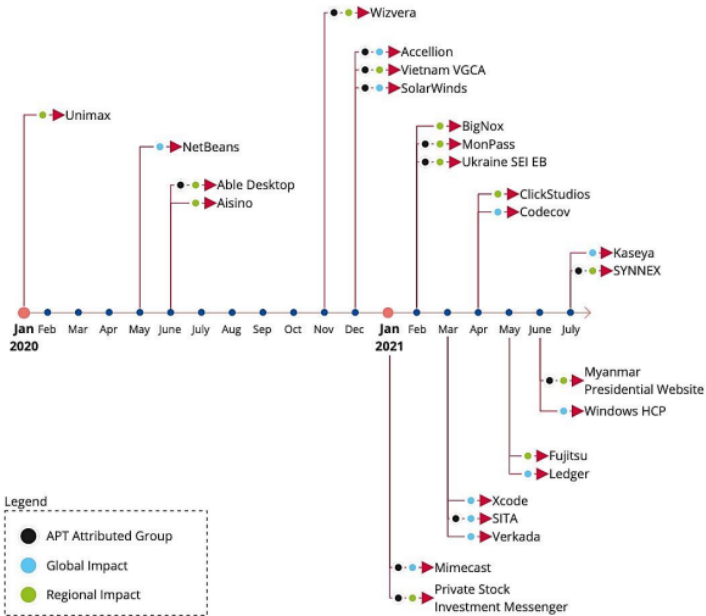 Wizvera
Accellion
Vietnam VGCA
SolarWinds
Unimax
BigNox
NetBeans
MonPass
Ukraine SEI EB
Able Desktop
Aisino
ClickStudios
Codecov
Kaseya
SYNNEX
Jan Feb Mar Apr May June July Aug Sep Oct Nov Dec Jan Feb Mar Apr May June July
2020 2021
Myanmar
Presidential Website
Windows HCP
Fujitsu
Ledger
Legend
APT Attributed Group
Global Impact
Regional Impact
Xcode
SITA
Verkada
Mimecast
Private Stock
Investment Messenger